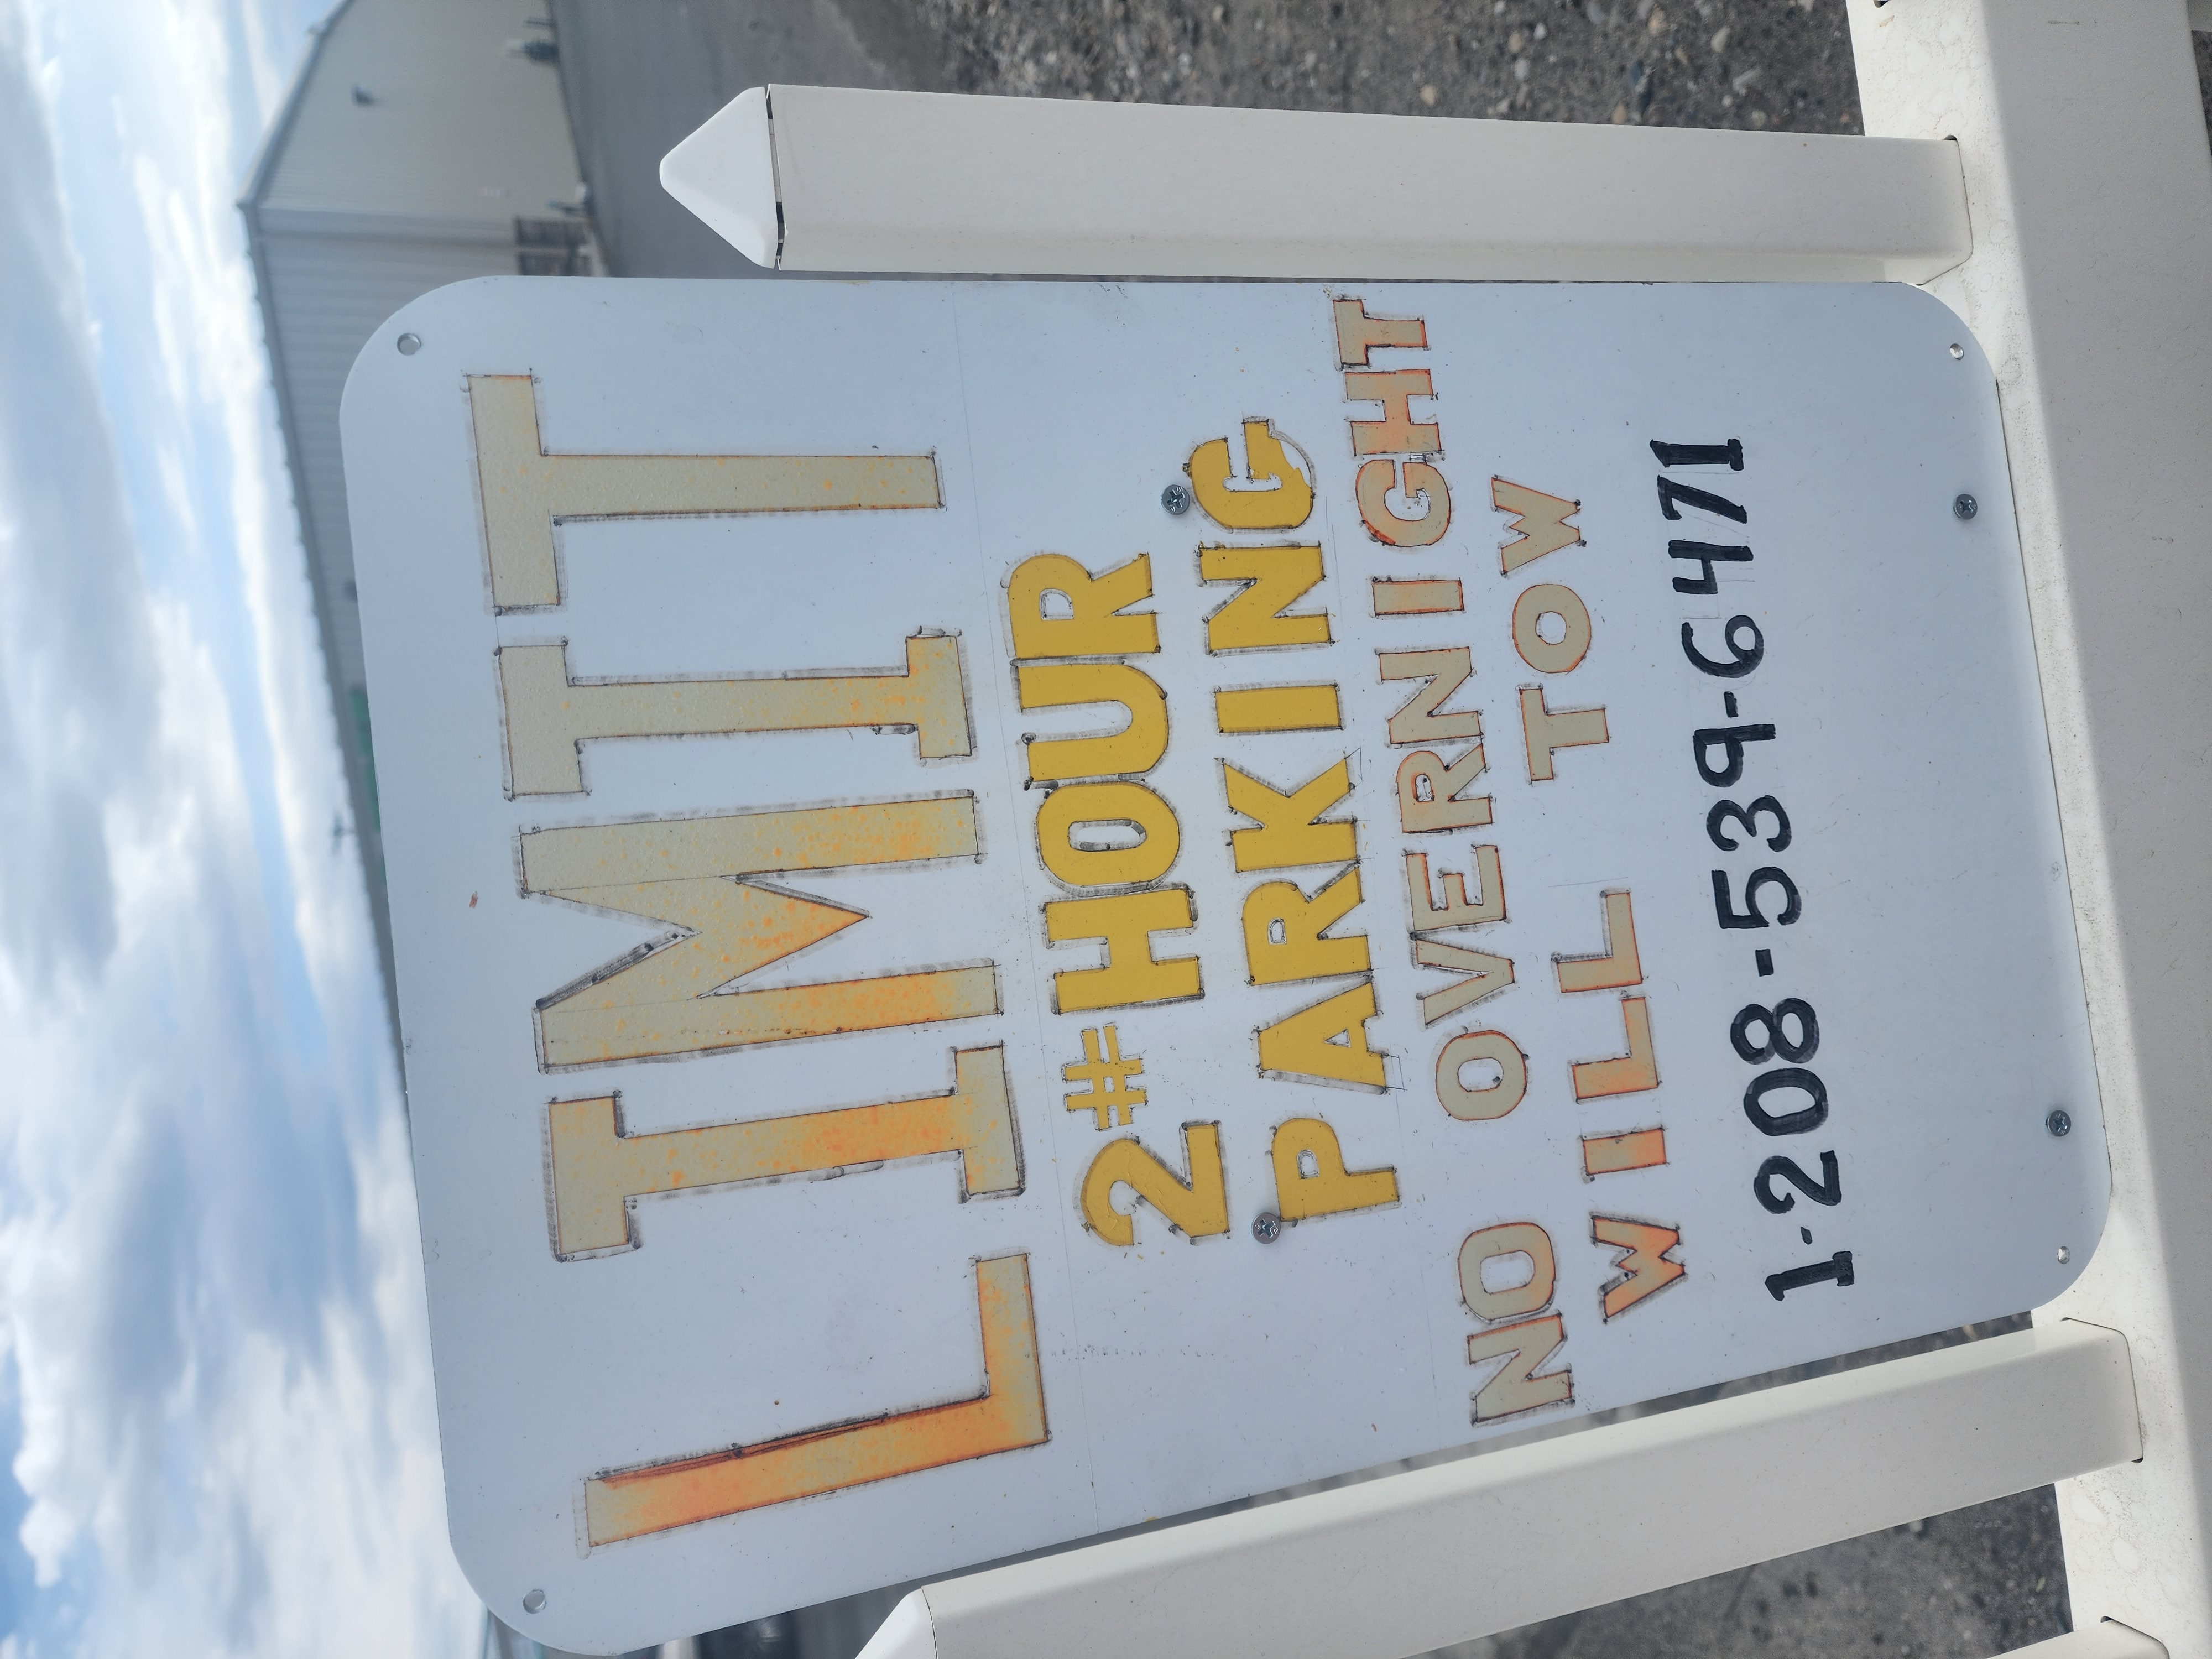 LIMIT
2# HOUR
PARKING
NO OVERNIGHT
WILL TOW
1-208-539-6471